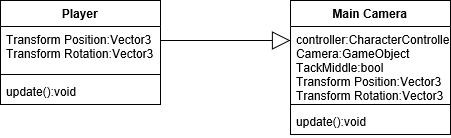 Player
Transform Position:Vector3
Transform Rotation:Vector3
update():void
Main Camera
controller:CharacterControlle
Camera:GameObject
TackMiddle:bool
Transform Position:Vector3
Transform Rotation:Vector3
update():void